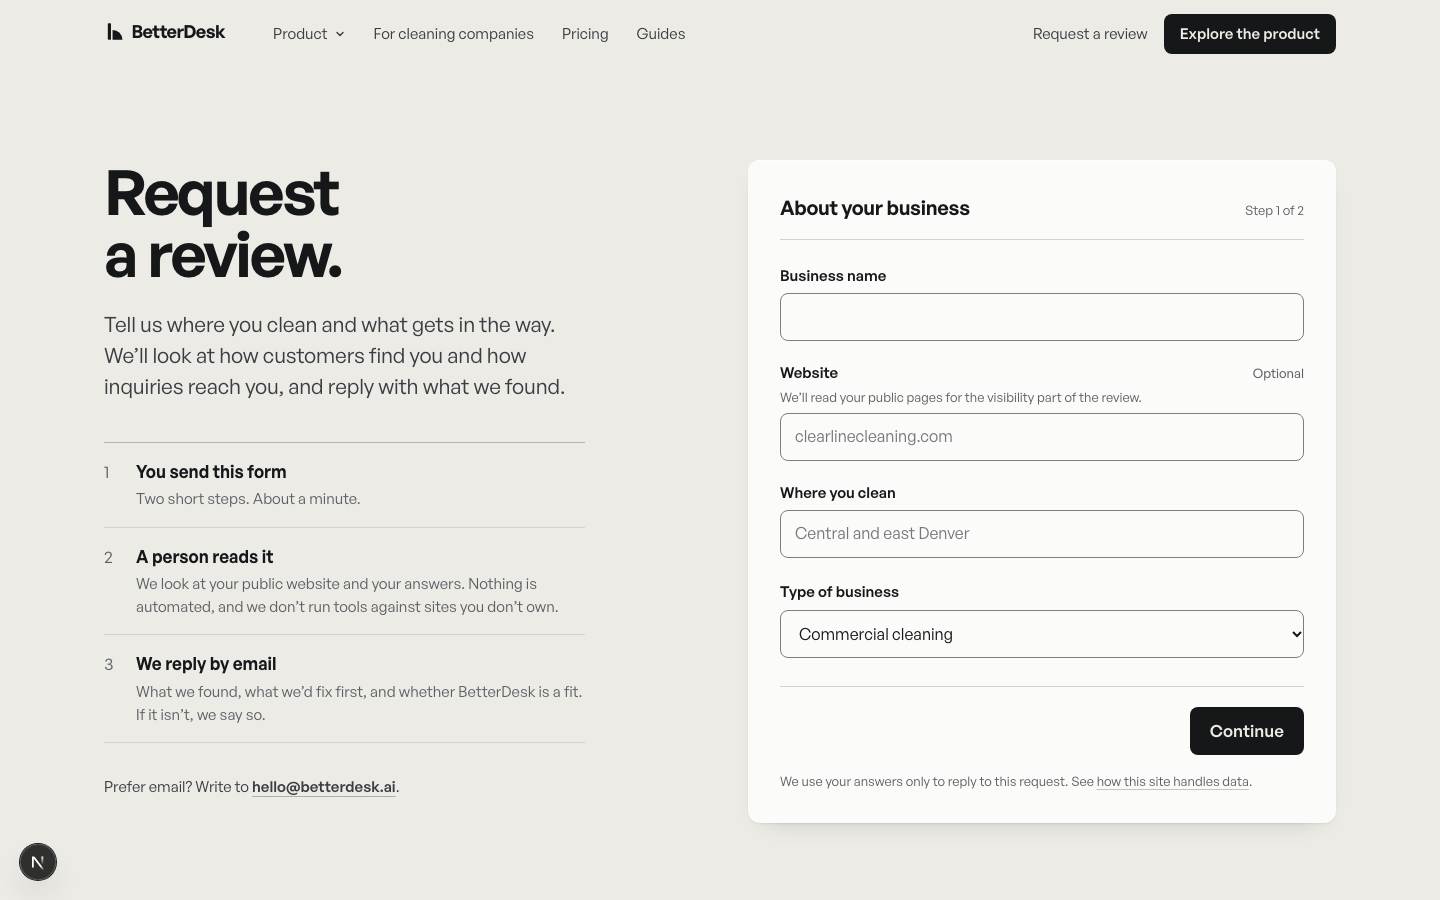 BetterDesk
Product
For cleaning companies
Pricing
Guides
Request a review
Explore the product
Request
a review.
Tell us where you clean and what gets in the way.
We’ll look at how customers find you and how
inquiries reach you, and reply with what we found.
1
You send this form
Two short steps. About a minute.
2
A person reads it
We look at your public website and your answers. Nothing is
automated, and we don’t run tools against sites you don’t own.
3
We reply by email
What we found, what we’d fix first, and whether BetterDesk is a fit.
If it isn’t, we say so.
Prefer email? Write to hello@betterdesk.ai.
About your business
Step 1 of 2
Business name
Website
Optional
We’ll read your public pages for the visibility part of the review.
clearlinecleaning.com
Where you clean
Central and east Denver
Type of business
Commercial cleaning
Continue
We use your answers only to reply to this request. See how this site handles data.
N